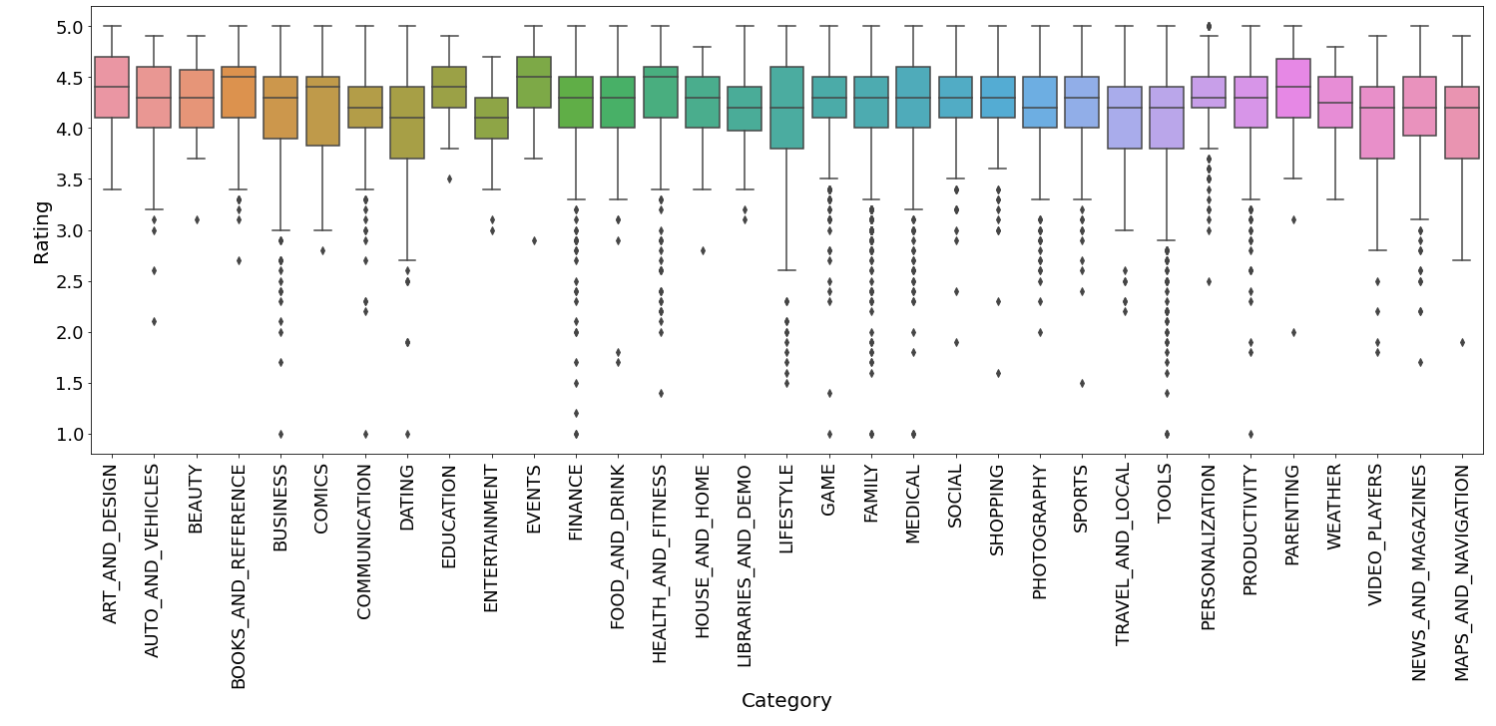 Rating
5.0
4.5
4.0
3.5
3.0
2.5
2.0
1.5
1.0
ART_AND_DESIGN
AUTO_AND_VEHICLES
BEAUTY
BOOKS_AND_REFERENCE
BUSINESS
COMICS
COMMUNICATION
DATING
EDUCATION
ENTERTAINMENT
EVENTS
FINANCE
FOOD_AND_DRINK
HEALTH_AND_FITNESS
HOUSE_AND_HOME
LIBRARIES_AND_DEMO
LIFESTYLE
GAME
FAMILY
MEDICAL
SOCIAL
SHOPPING
PHOTOGRAPHY
SPORTS
TRAVEL_AND_LOCAL
TOOLS
PERSONALIZATION
PRODUCTIVITY
PARENTING
WEATHER
VIDEO_PLAYERS
NEWS_AND_MAGAZINES
MAPS_AND_NAVIGATION
Category